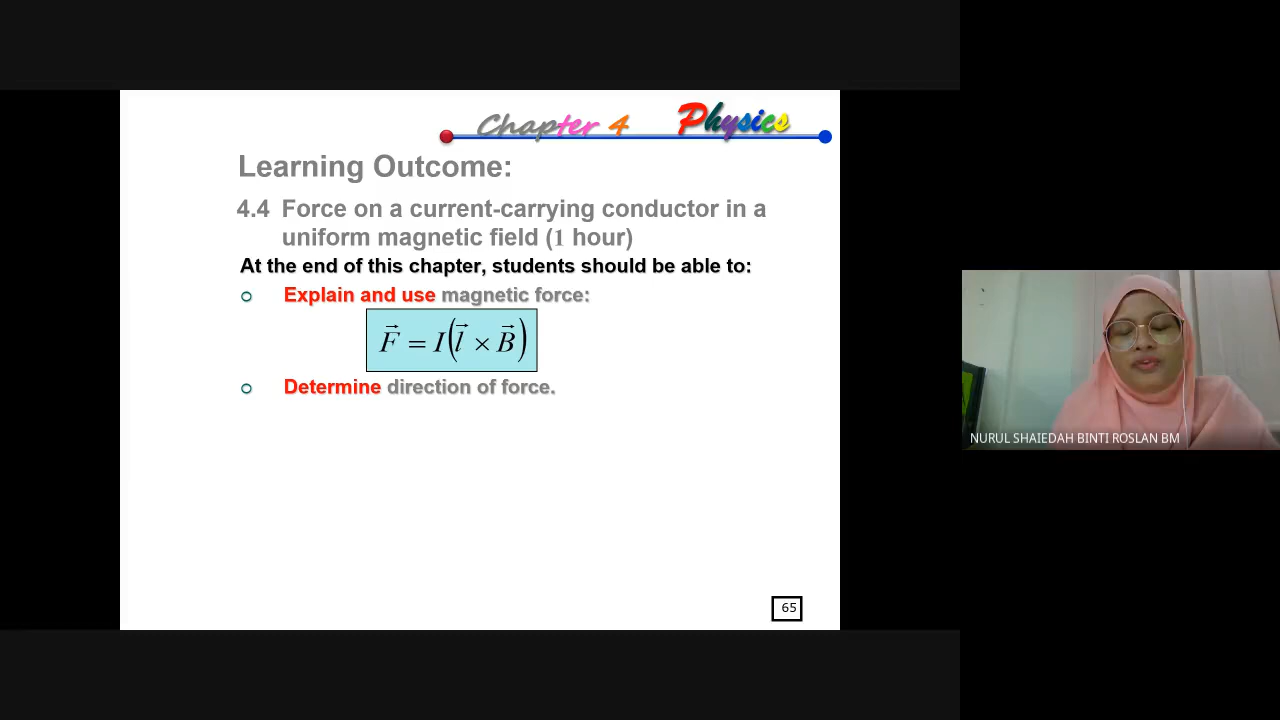 Chapter 4 Physics
Learning Outcome:
4.4 Force on a current-carrying conductor in a
uniform magnetic field (1 hour)
At the end of this chapter, students should be able to:
Explain and use magnetic force:
F⃗ = I(l⃗ × B⃗)
Determine direction of force.
65
NURUL SHAIEDAH BINTI ROSLAN BM